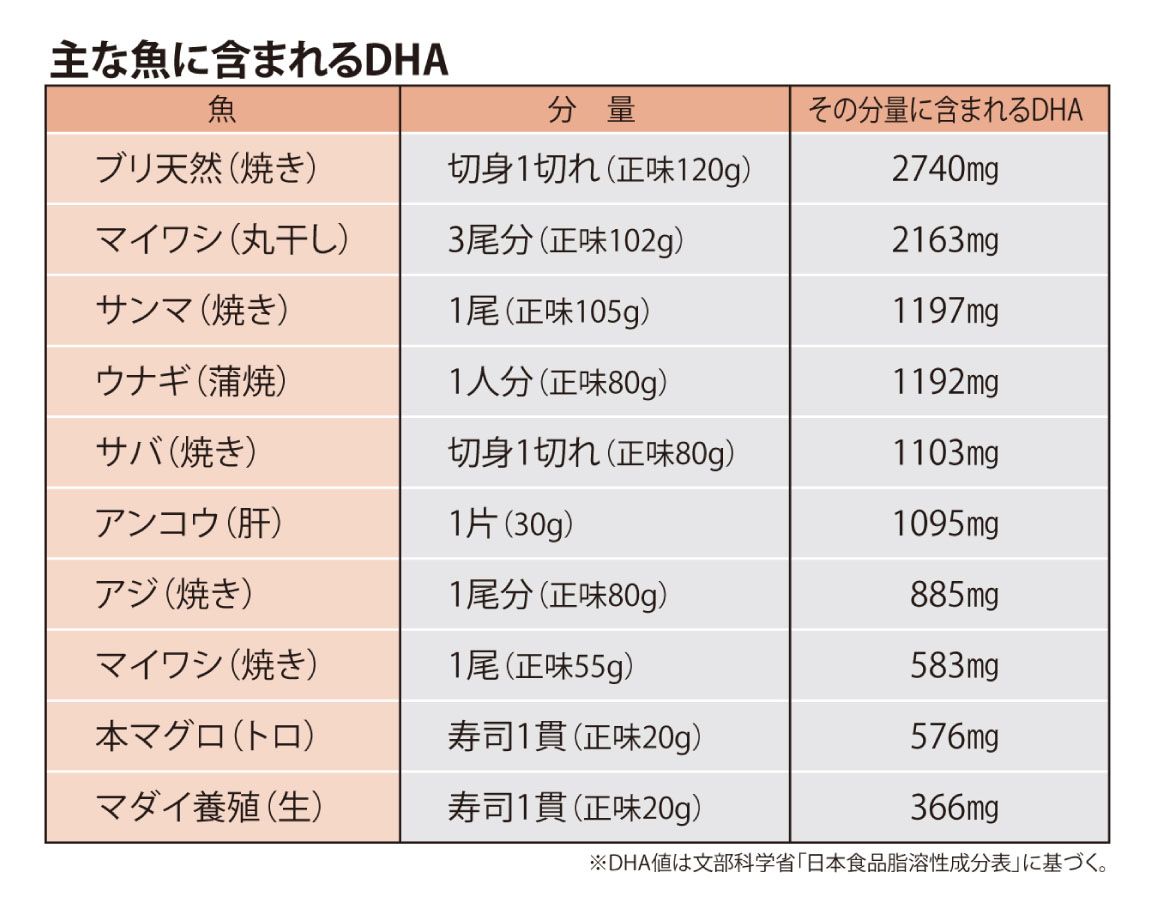 主な魚に含まれるDHA
魚 分 量 その分量に含まれるDHA
ブリ天然(焼き) 切身1切れ(正味120g) 2740㎎
マイワシ(丸干し) 3尾分(正味102g) 2163㎎
サンマ(焼き) 1尾(正味105g) 1197㎎
ウナギ(蒲焼) 1人分(正味80g) 1192㎎
サバ(焼き) 切身1切れ(正味80g) 1103㎎
アンコウ(肝) 1片(30g) 1095㎎
アジ(焼き) 1尾分(正味80g) 885㎎
マイワシ(焼き) 1尾(正味55g) 583㎎
本マグロ(トロ) 寿司1貫(正味20g) 576㎎
マダイ養殖(生) 寿司1貫(正味20g) 366㎎
※DHA値は文部科学省「日本食品脂溶性成分表」に基づく。